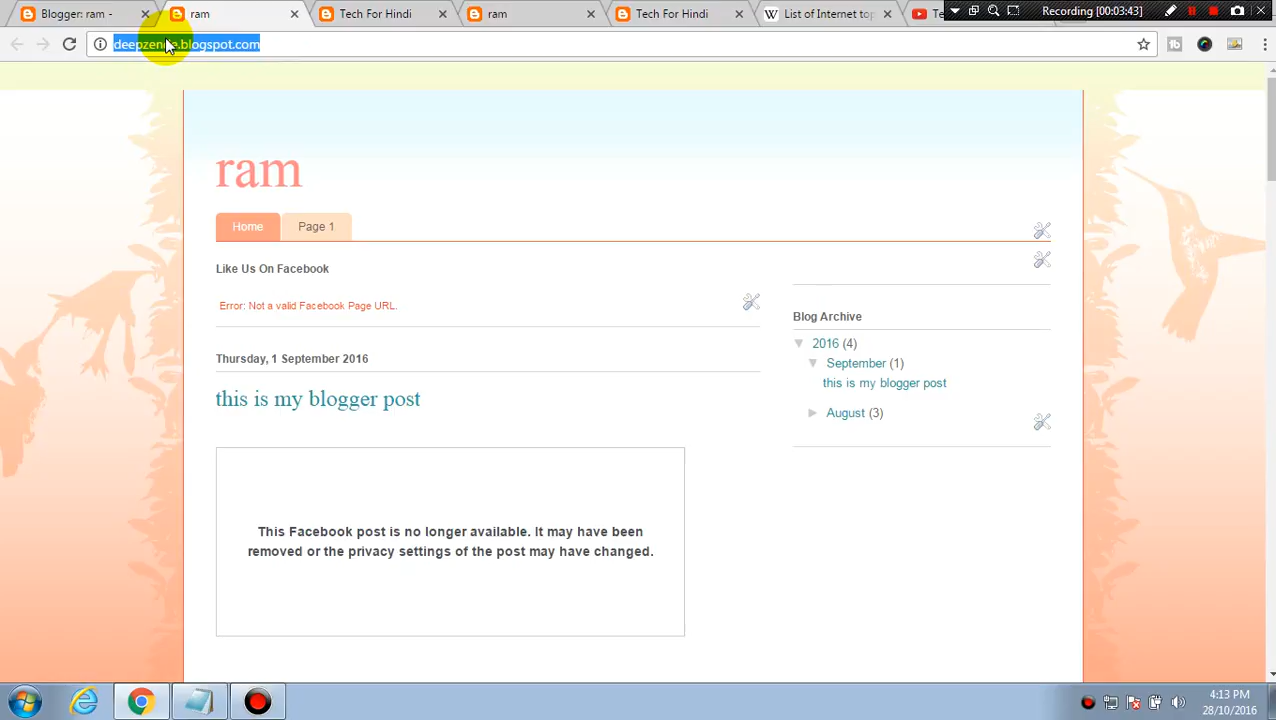 Blogger: ram -
ram
Tech For Hindi
ram
Tech For Hindi
List of Internet top
Recording (00:03:43)
.blogspot.com
ram
Home
Page 1
Like Us On Facebook
Error: Not a valid Facebook Page URL.
Thursday, 1 September 2016
this is my blogger post
This Facebook post is no longer available. It may have been
removed or the privacy settings of the post may have changed.
Blog Archive
▼ 2016 (4)
▼ September (1)
this is my blogger post
► August (3)
4:13 PM
28/10/2016